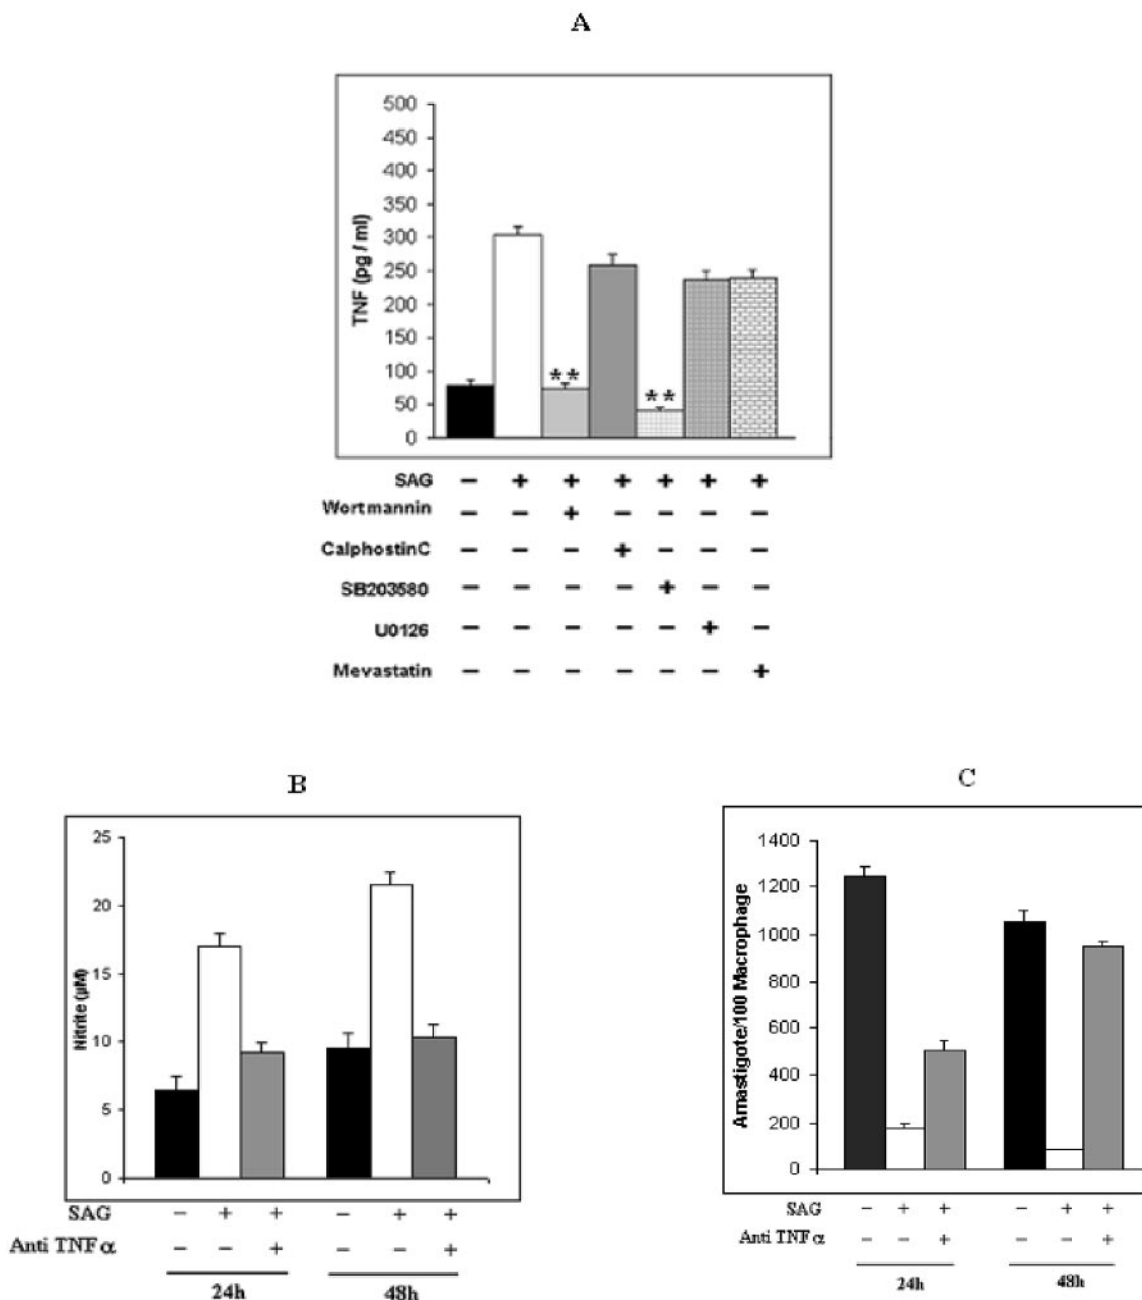 A
500
450
400
350
300
250
200
150
100
50
0
TNF (pg / ml)
** **
SAG − + + + + + +
Wortmannin − − + − − − −
CalphostinC − − − + − − −
SB203580 − − − − + − −
U0126 − − − − − + −
Mevastatin − − − − − − +
B
25
20
15
10
5
0
Nitrite (µM)
SAG − + + − + +
Anti TNFα − − + − − +
24h 48h
C
1400
1200
1000
800
600
400
200
0
Amastigote/100 Macrophage
SAG − + + − + +
Anti TNFα − − + − − +
24h 48h